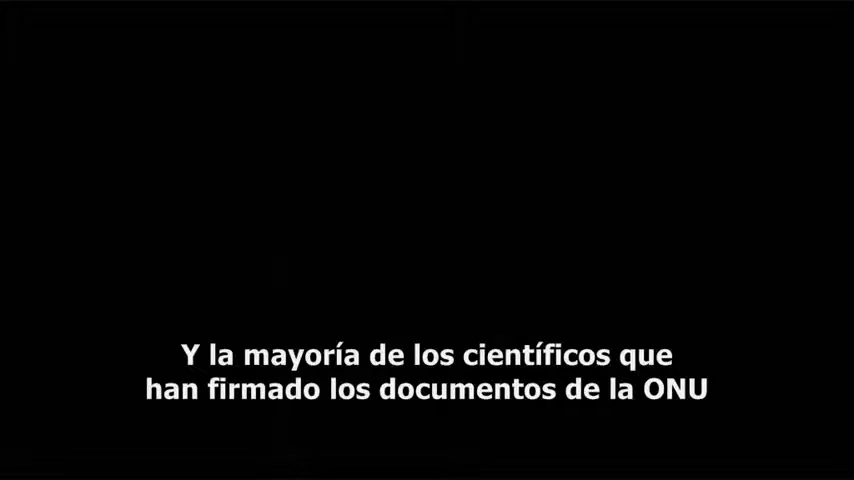 Y la mayoría de los científicos que
han firmado los documentos de la ONU